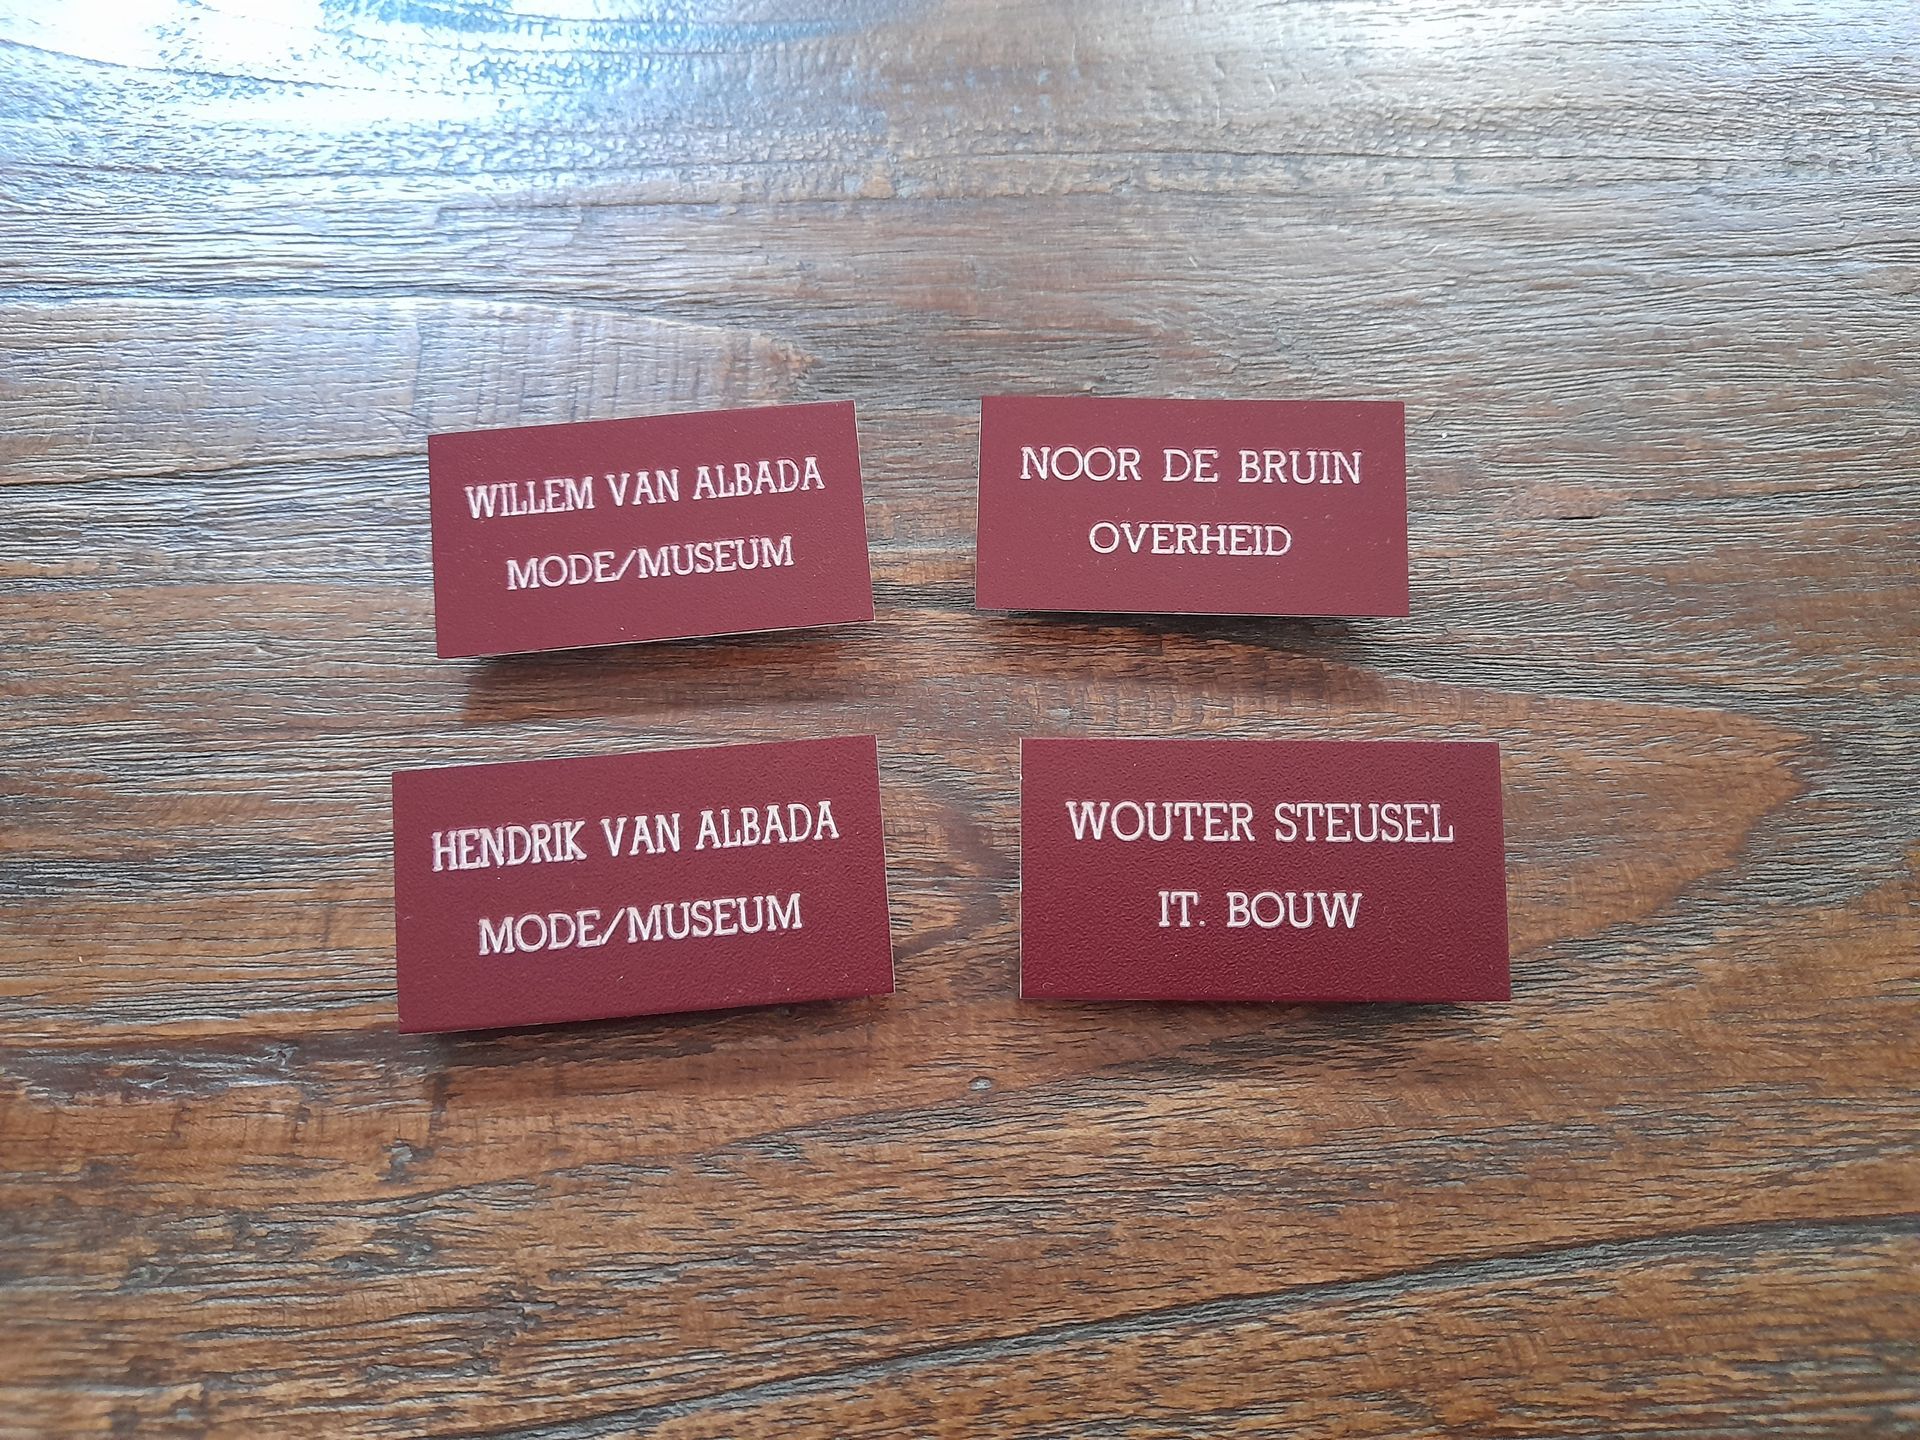 WILLEM VAN ALBADA
MODE/MUSEUM
NOOR DE BRUIN
OVERHEID
HENDRIK VAN ALBADA
MODE/MUSEUM
WOUTER STEUSEL
IT. BOUW